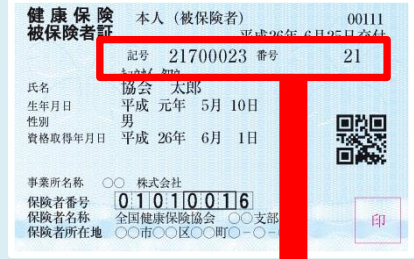 健康保険 本人(被保険者) 00111
被保険者証 平成26年 6月25日交付
記号 21700023 番号 21
氏名 協会 太郎
生年月日 平成 元年 5月 10日
性別 男
資格取得年月日 平成 26年 6月 1日
事業所名称 ○○ 株式会社
保険者番号 01010016
保険者名称 全国健康保険協会 ○○支部
保険者所在地 ○○市○○区○○町○-○-
印